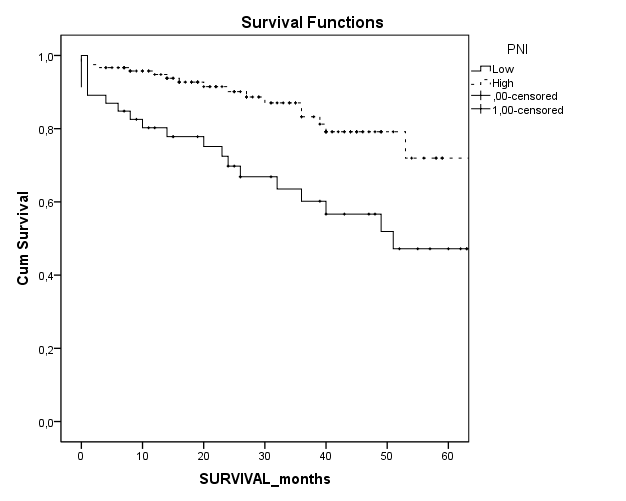 Survival Functions
PNI
Low
High
,00-censored
1,00-censored
1,0
0,8
0,6
0,4
0,2
0,0
Cum Survival
0 10 20 30 40 50 60
SURVIVAL_months